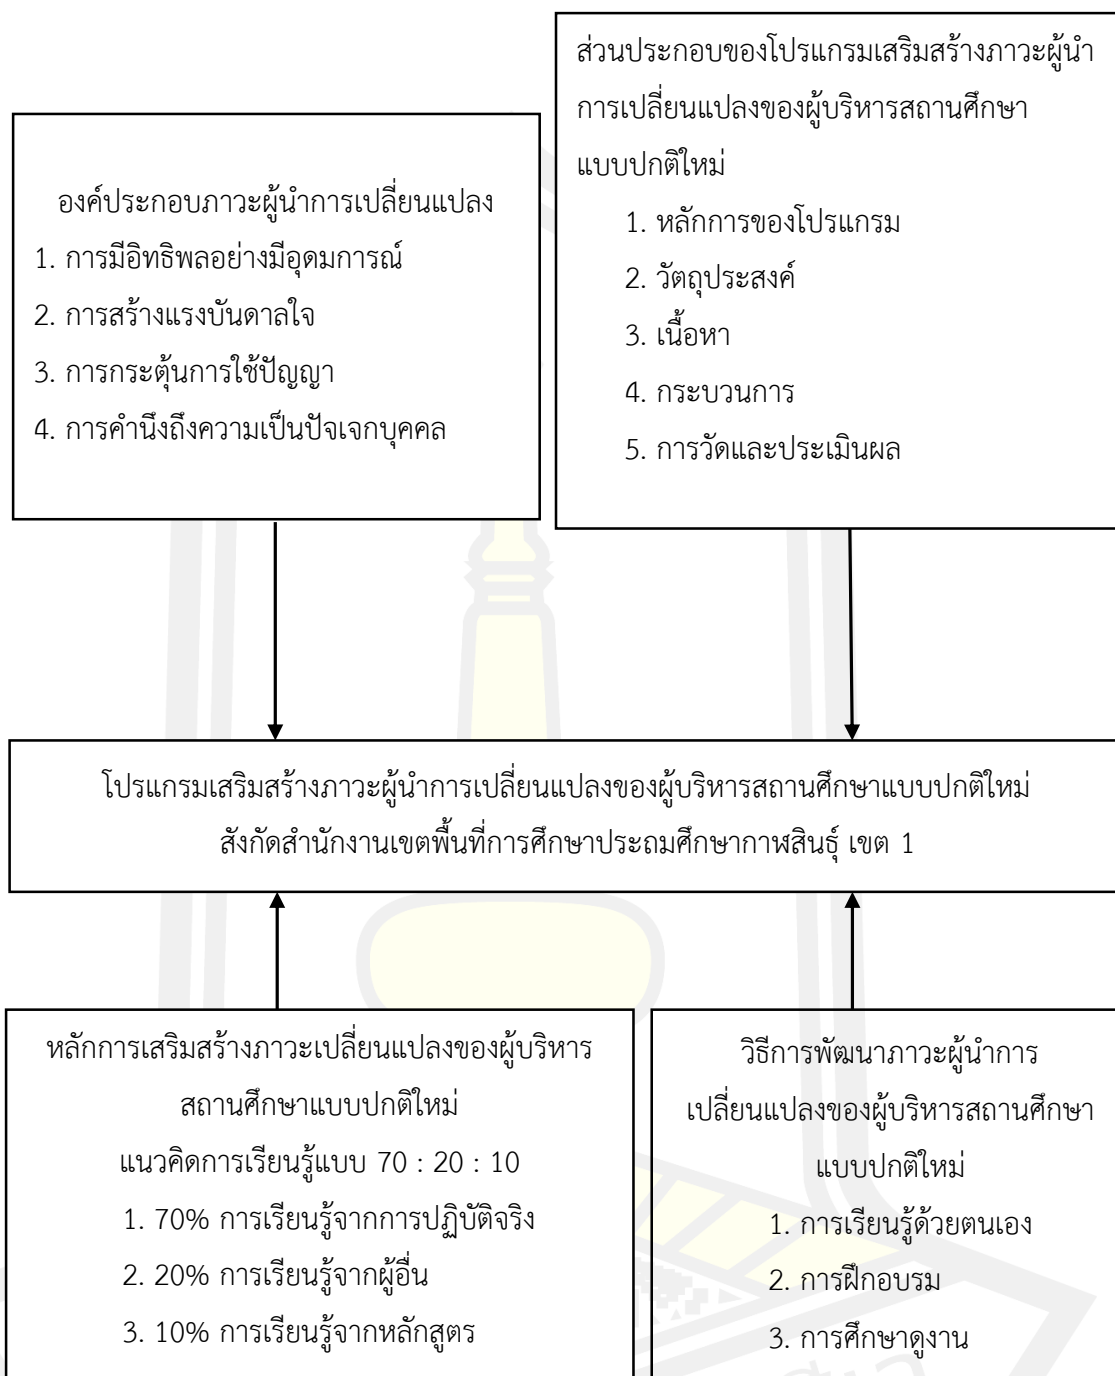 องค์ประกอบภาวะผู้นำการเปลี่ยนแปลง
1. การมีอิทธิพลอย่างมีอุดมการณ์
2. การสร้างแรงบันดาลใจ
3. การกระตุ้นการใช้ปัญญา
4. การคำนึงถึงความเป็นปัจเจกบุคคล
ส่วนประกอบของโปรแกรมเสริมสร้างภาวะผู้นำ
การเปลี่ยนแปลงของผู้บริหารสถานศึกษา
แบบปกติใหม่
1. หลักการของโปรแกรม
2. วัตถุประสงค์
3. เนื้อหา
4. กระบวนการ
5. การวัดและประเมินผล
โปรแกรมเสริมสร้างภาวะผู้นำการเปลี่ยนแปลงของผู้บริหารสถานศึกษาแบบปกติใหม่
สังกัดสำนักงานเขตพื้นที่การศึกษาประถมศึกษากาฬสินธุ์ เขต 1
หลักการเสริมสร้างภาวะเปลี่ยนแปลงของผู้บริหาร
สถานศึกษาแบบปกติใหม่
แนวคิดการเรียนรู้แบบ 70 : 20 : 10
1. 70% การเรียนรู้จากการปฏิบัติจริง
2. 20% การเรียนรู้จากผู้อื่น
3. 10% การเรียนรู้จากหลักสูตร
วิธีการพัฒนาภาวะผู้นำการ
เปลี่ยนแปลงของผู้บริหารสถานศึกษา
แบบปกติใหม่
1. การเรียนรู้ด้วยตนเอง
2. การฝึกอบรม
3. การศึกษาดูงาน